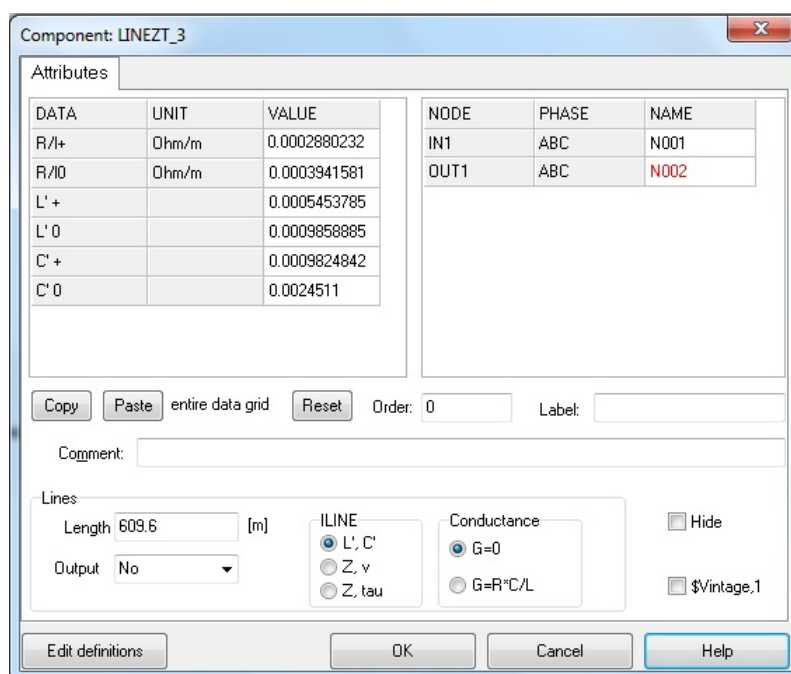 Component: LINEZT_3
Attributes
DATA UNIT VALUE
R/l+ Ohm/m 0.0002880232
R/l0 Ohm/m 0.0003941581
L' + 0.0005453785
L' 0 0.0009858885
C' + 0.0009824842
C' 0 0.0024511
NODE PHASE NAME
IN1 ABC N001
OUT1 ABC N002
Copy Paste entire data grid Reset Order: 0 Label:
Comment:
Lines
Length 609.6 [m]
Output No
ILINE
L', C'
Z, v
Z, tau
Conductance
G=0
G=R*C/L
Hide
$Vintage,1
Edit definitions OK Cancel Help